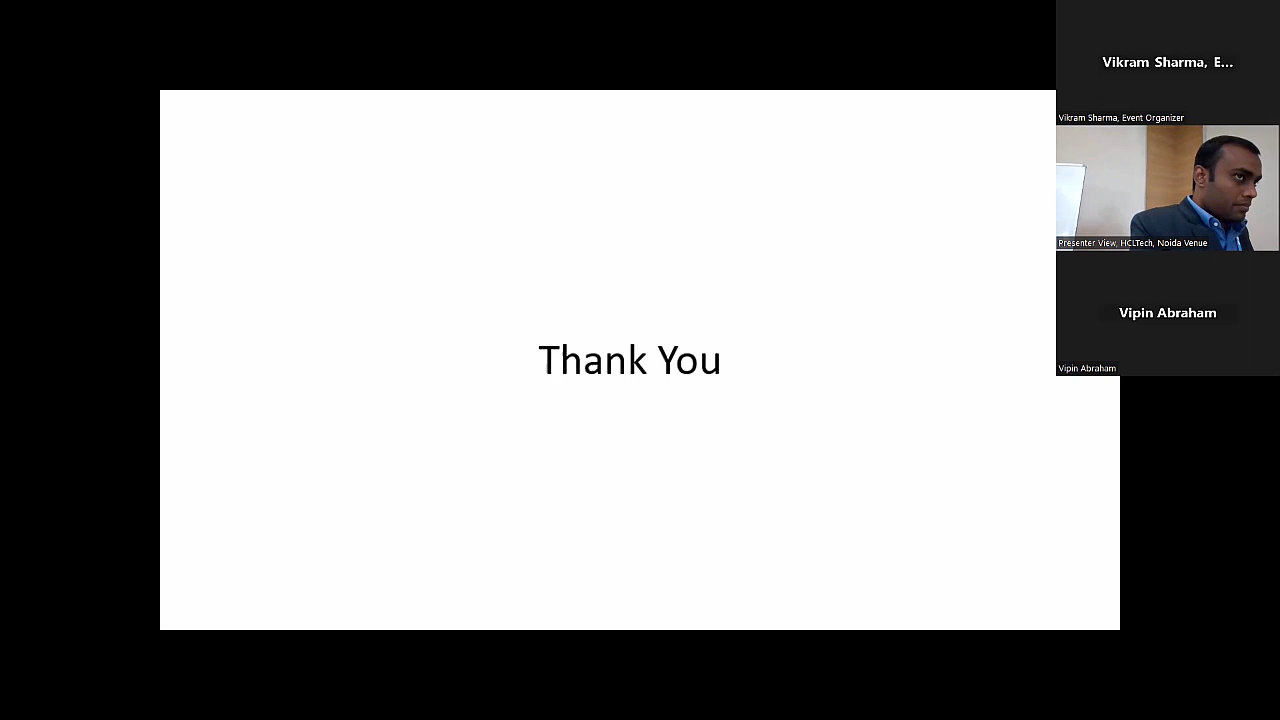 Vikram Sharma, E...
Vikram Sharma, Event Organizer
Presenter View, HCLTech, Noida Venue
Thank You
Vipin Abraham
Vipin Abraham